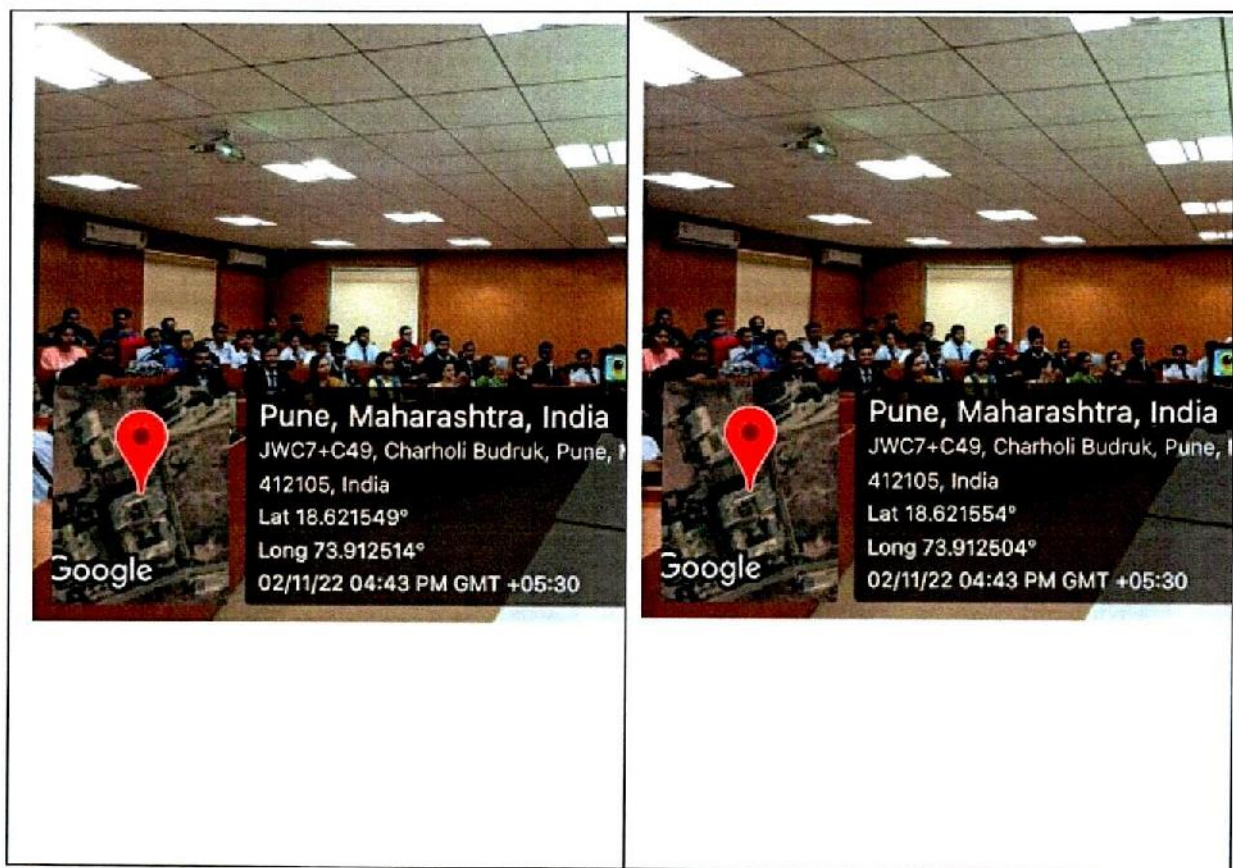 Pune, Maharashtra, India
JWC7+C49, Charholi Budruk, Pune,
412105, India
Lat 18.621549°
Long 73.912514°
02/11/22 04:43 PM GMT +05:30
Google
Pune, Maharashtra, India
JWC7+C49, Charholi Budruk, Pune,
412105, India
Lat 18.621554°
Long 73.912504°
02/11/22 04:43 PM GMT +05:30
Google